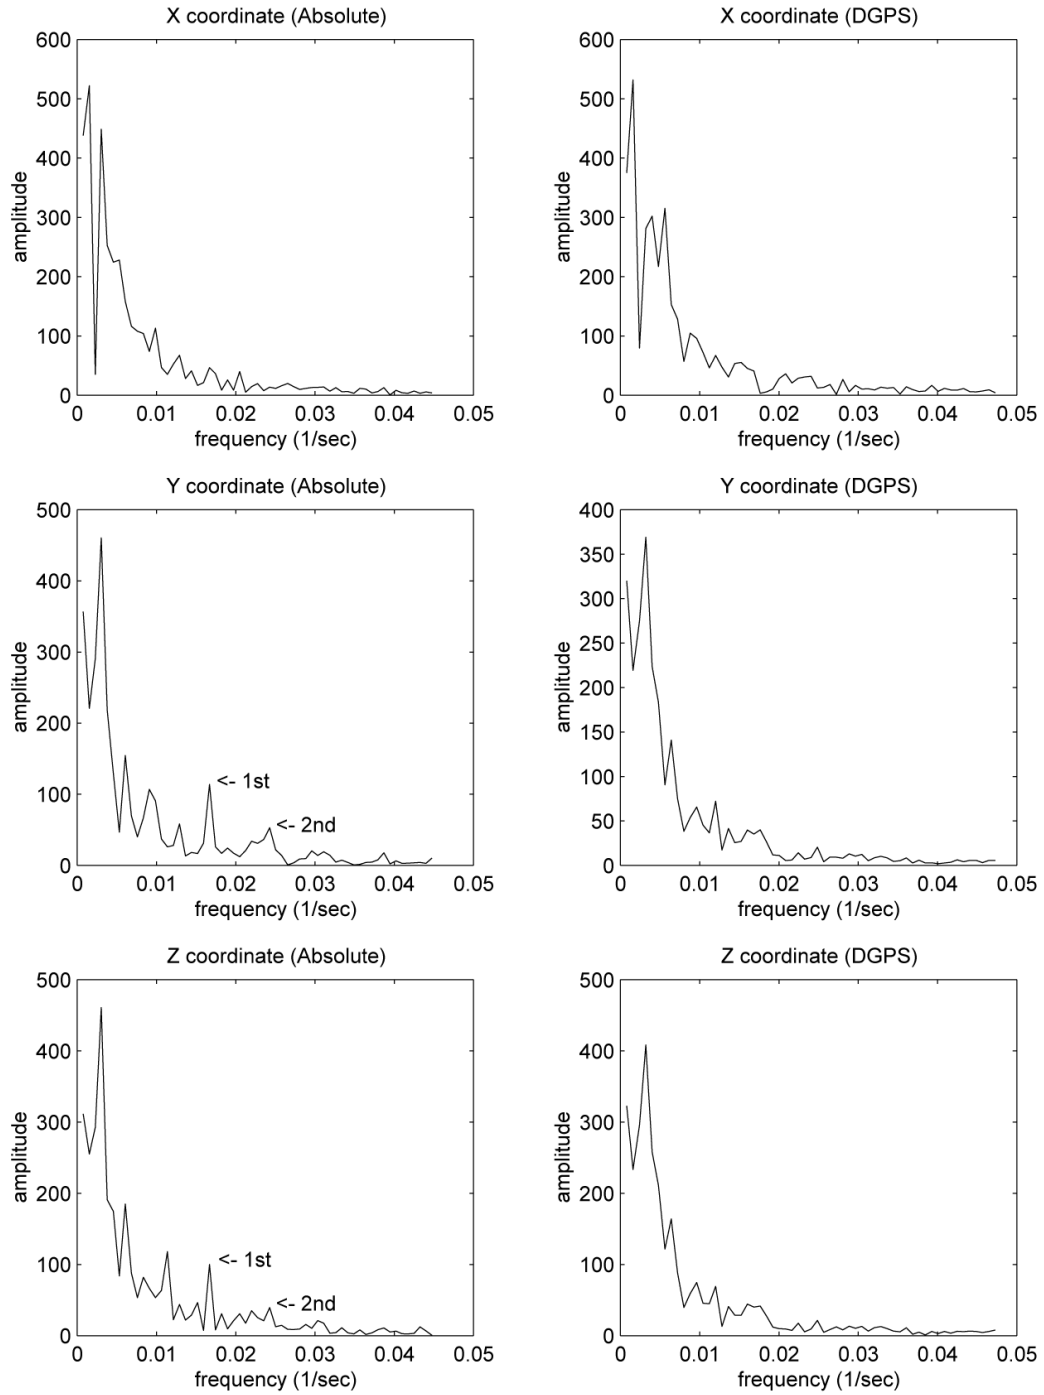 X coordinate (Absolute)
600
500
400
300
200
100
0
amplitude
0 0.01 0.02 0.03 0.04 0.05
frequency (1/sec)
X coordinate (DGPS)
600
500
400
300
200
100
0
amplitude
0 0.01 0.02 0.03 0.04 0.05
frequency (1/sec)
Y coordinate (Absolute)
500
400
300
200
100
0
amplitude
<- 1st
<- 2nd
0 0.01 0.02 0.03 0.04 0.05
frequency (1/sec)
Y coordinate (DGPS)
400
350
300
250
200
150
100
50
0
amplitude
0 0.01 0.02 0.03 0.04 0.05
frequency (1/sec)
Z coordinate (Absolute)
500
400
300
200
100
0
amplitude
<- 1st
<- 2nd
0 0.01 0.02 0.03 0.04 0.05
frequency (1/sec)
Z coordinate (DGPS)
500
400
300
200
100
0
amplitude
0 0.01 0.02 0.03 0.04 0.05
frequency (1/sec)